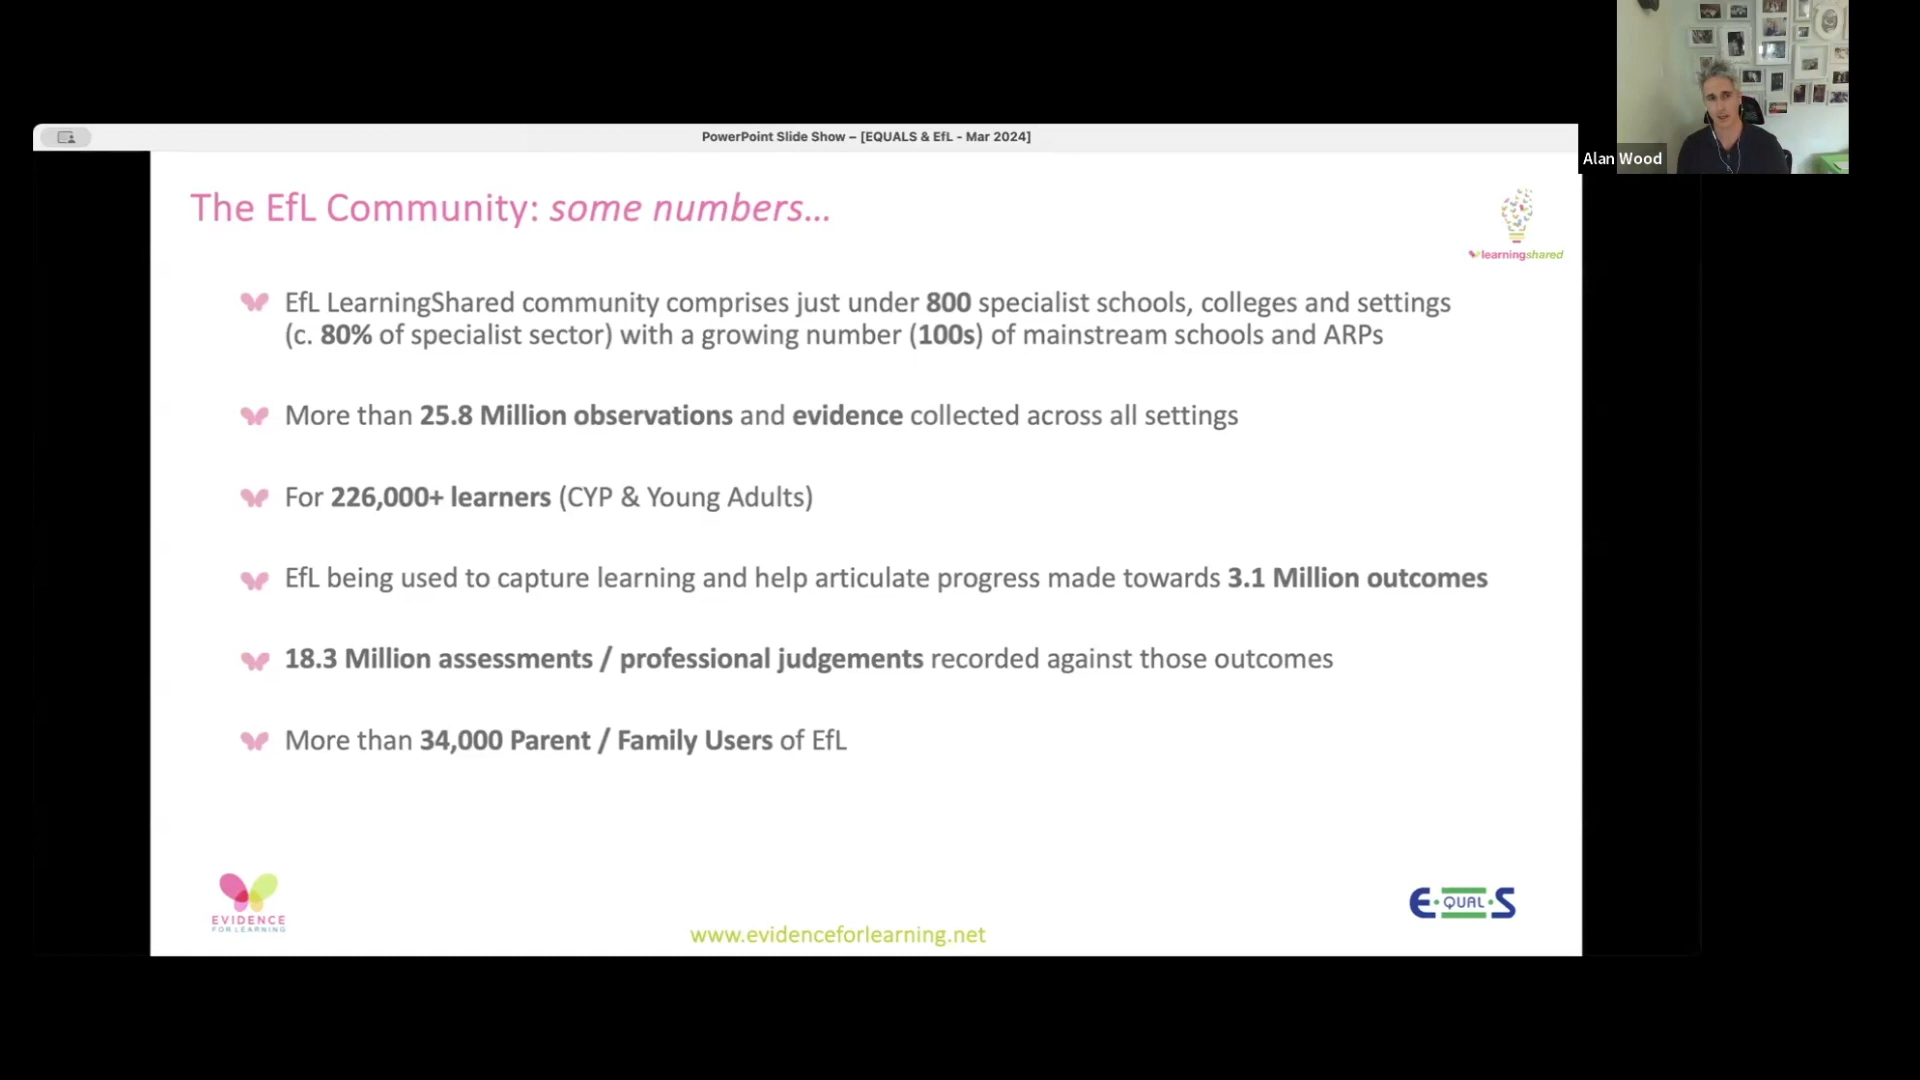 PowerPoint Slide Show – [EQUALS & EfL - Mar 2024]
Alan Wood
The EfL Community: some numbers...
learningshared
EfL LearningShared community comprises just under 800 specialist schools, colleges and settings
(c. 80% of specialist sector) with a growing number (100s) of mainstream schools and ARPs
More than 25.8 Million observations and evidence collected across all settings
For 226,000+ learners (CYP & Young Adults)
EfL being used to capture learning and help articulate progress made towards 3.1 Million outcomes
18.3 Million assessments / professional judgements recorded against those outcomes
More than 34,000 Parent / Family Users of EfL
EVIDENCE
FOR LEARNING
www.evidenceforlearning.net
E·QUAL·S